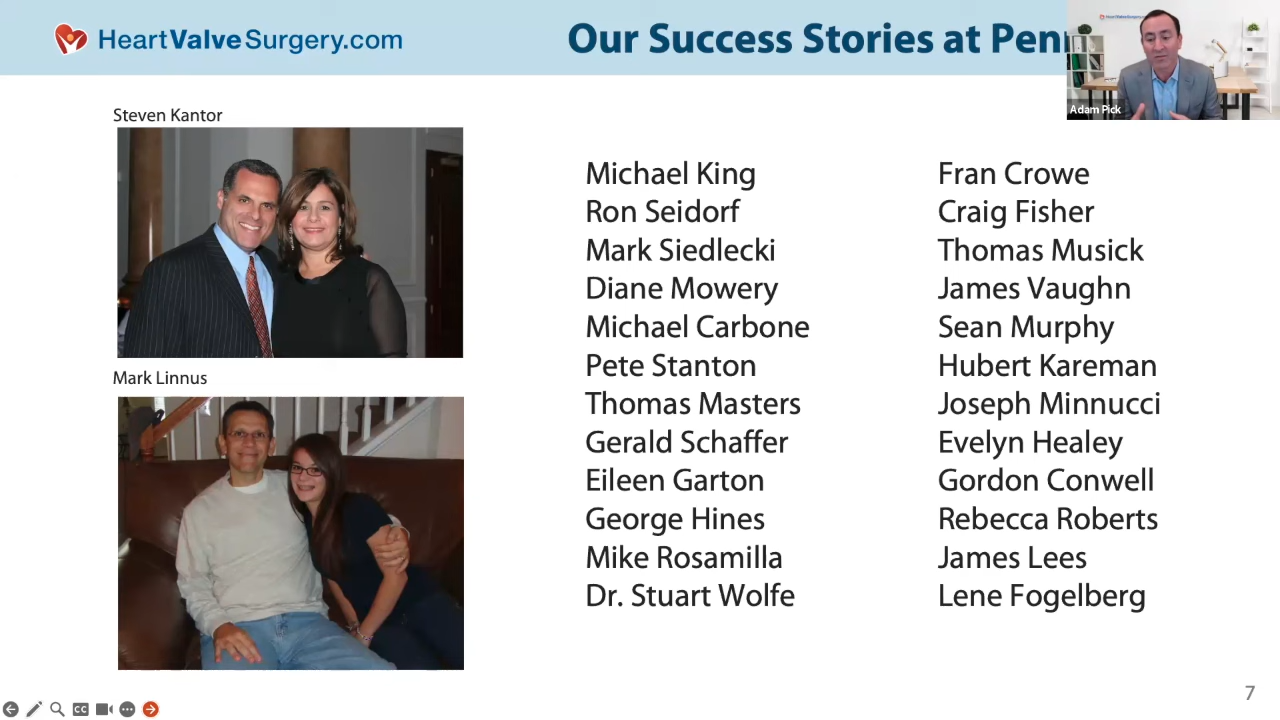 HeartValveSurgery.com
Our Success Stories at Penn
Adam Pick
Steven Kantor
Mark Linnus
Michael King
Ron Seidorf
Mark Siedlecki
Diane Mowery
Michael Carbone
Pete Stanton
Thomas Masters
Gerald Schaffer
Eileen Garton
George Hines
Mike Rosamilla
Dr. Stuart Wolfe
Fran Crowe
Craig Fisher
Thomas Musick
James Vaughn
Sean Murphy
Hubert Kareman
Joseph Minnucci
Evelyn Healey
Gordon Conwell
Rebecca Roberts
James Lees
Lene Fogelberg
CC
7